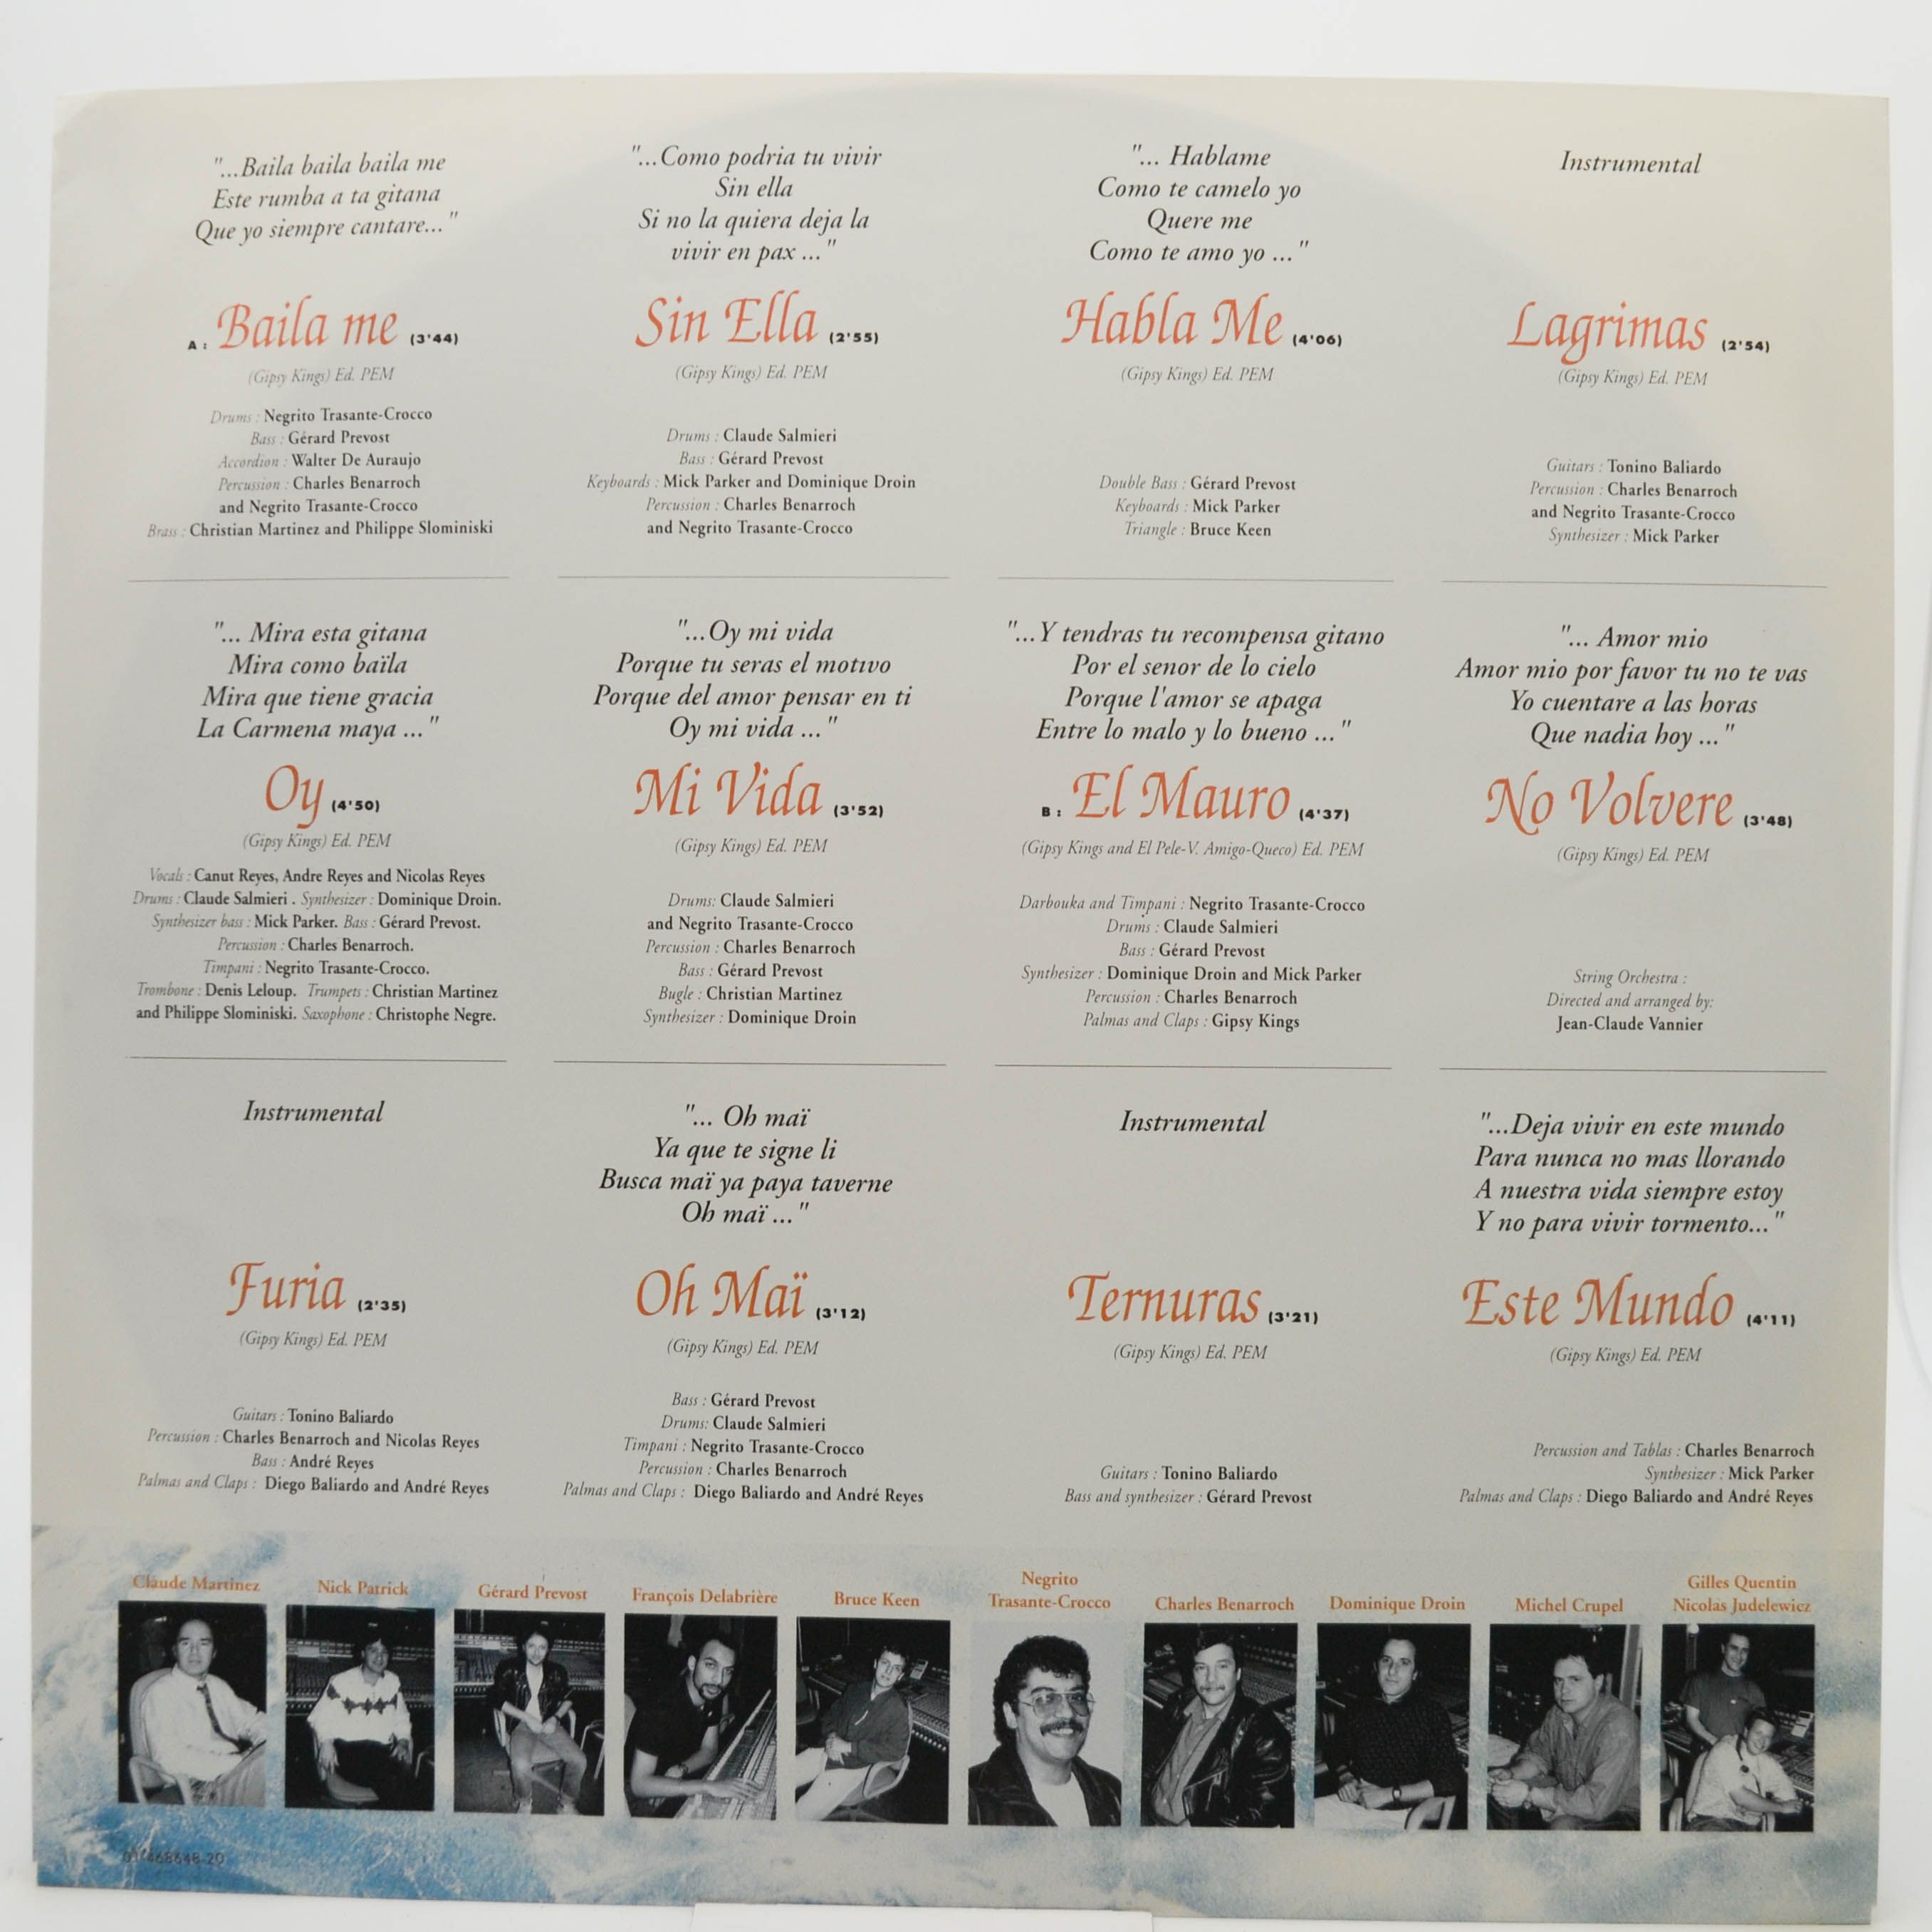 "...Baila baila baila me
Este rumba a ta gitana
Que yo siempre cantare..."
A : Baila me (3'44)
(Gipsy Kings) Ed. PEM
Drums : Negrito Trasante-Crocco
Bass : Gérard Prevost
Accordion : Walter De Auraujo
Percussion : Charles Benarroch
and Negrito Trasante-Crocco
Brass : Christian Martinez and Philippe Slominiski
"...Como podria tu vivir
Sin ella
Si no la quiera deja la
vivir en pax ..."
Sin Ella (2'55)
(Gipsy Kings) Ed. PEM
Drums : Claude Salmieri
Bass : Gérard Prevost
Keyboards : Mick Parker and Dominique Droin
Percussion : Charles Benarroch
and Negrito Trasante-Crocco
"... Hablame
Como te camelo yo
Quere me
Como te amo yo ..."
Habla Me (4'06)
(Gipsy Kings) Ed. PEM
Double Bass : Gérard Prevost
Keyboards : Mick Parker
Triangle : Bruce Keen
Instrumental
Lagrimas (2'54)
(Gipsy Kings) Ed. PEM
Guitars : Tonino Baliardo
Percussion : Charles Benarroch
and Negrito Trasante-Crocco
Synthesizer : Mick Parker
"... Mira esta gitana
Mira como baïla
Mira que tiene gracia
La Carmena maya ..."
Oy (4'50)
(Gipsy Kings) Ed. PEM
Vocals : Canut Reyes, Andre Reyes and Nicolas Reyes
Drums : Claude Salmieri . Synthesizer : Dominique Droin.
Synthesizer bass : Mick Parker. Bass : Gérard Prevost.
Percussion : Charles Benarroch.
Timpani : Negrito Trasante-Crocco.
Trombone : Denis Leloup. Trumpets : Christian Martinez
and Philippe Slominiski. Saxophone : Christophe Negre.
"...Oy mi vida
Porque tu seras el motivo
Porque del amor pensar en ti
Oy mi vida ..."
Mi Vida (3'52)
(Gipsy Kings) Ed. PEM
Drums: Claude Salmieri
and Negrito Trasante-Crocco
Percussion : Charles Benarroch
Bass : Gérard Prevost
Bugle : Christian Martinez
Synthesizer : Dominique Droin
"...Y tendras tu recompensa gitano
Por el senor de lo cielo
Porque l'amor se apaga
Entre lo malo y lo bueno ..."
B : El Mauro (4'37)
(Gipsy Kings and El Pele-V. Amigo-Queco) Ed. PEM
Darbouka and Timpani : Negrito Trasante-Crocco
Drums : Claude Salmieri
Bass : Gérard Prevost
Synthesizer : Dominique Droin and Mick Parker
Percussion : Charles Benarroch
Palmas and Claps : Gipsy Kings
"... Amor mio
Amor mio por favor tu no te vas
Yo cuentare a las horas
Que nadia hoy ..."
No Volvere (3'48)
(Gipsy Kings) Ed. PEM
String Orchestra :
Directed and arranged by:
Jean-Claude Vannier
Instrumental
Furia (2'35)
(Gipsy Kings) Ed. PEM
Guitars : Tonino Baliardo
Percussion : Charles Benarroch and Nicolas Reyes
Bass : André Reyes
Palmas and Claps : Diego Baliardo and André Reyes
"... Oh maï
Ya que te signe li
Busca maï ya paya taverne
Oh maï ..."
Oh Maï (3'12)
(Gipsy Kings) Ed. PEM
Bass : Gérard Prevost
Drums: Claude Salmieri
Timpani : Negrito Trasante-Crocco
Percussion : Charles Benarroch
Palmas and Claps : Diego Baliardo and André Reyes
Instrumental
Ternuras (3'21)
(Gipsy Kings) Ed. PEM
Guitars : Tonino Baliardo
Bass and synthesizer : Gérard Prevost
"...Deja vivir en este mundo
Para nunca no mas llorando
A nuestra vida siempre estoy
Y no para vivir tormento..."
Este Mundo (4'11)
(Gipsy Kings) Ed. PEM
Percussion and Tablas : Charles Benarroch
Synthesizer : Mick Parker
Palmas and Claps : Diego Baliardo and André Reyes
Claude Martinez
Nick Patrick
Gérard Prevost
François Delabrière
Bruce Keen
Negrito
Trasante-Crocco
Charles Benarroch
Dominique Droin
Michel Crupel
Gilles Quentin
Nicolas Judelewicz
01-468648-20